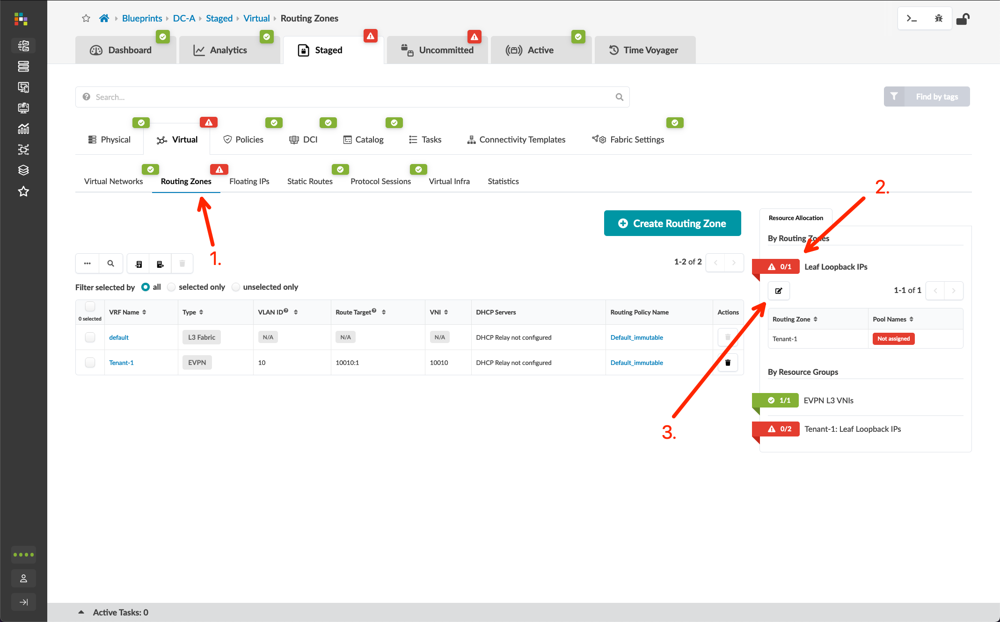 Blueprints DC-A Staged Virtual Routing Zones
Dashboard Analytics Staged Uncommitted Active Time Voyager
Search...
Find by tags
Physical Virtual Policies DCI Catalog Tasks Connectivity Templates Fabric Settings
Virtual Networks Routing Zones Floating IPs Static Routes Protocol Sessions Virtual Infra Statistics
2.
1.
Create Routing Zone
1-2 of 2
Filter selected by all selected only unselected only
0 selected VRF Name Type VLAN ID Route Target VNI DHCP Servers Routing Policy Name Actions
default L3 Fabric N/A N/A N/A DHCP Relay not configured Default_immutable
Tenant-1 EVPN 10 10010:1 10010 DHCP Relay not configured Default_immutable
3.
Resource Allocation
By Routing Zones
0/1 Leaf Loopback IPs
1-1 of 1
Routing Zone Pool Names
Tenant-1 Not assigned
By Resource Groups
1/1 EVPN L3 VNIs
0/2 Tenant-1: Leaf Loopback IPs
Active Tasks: 0